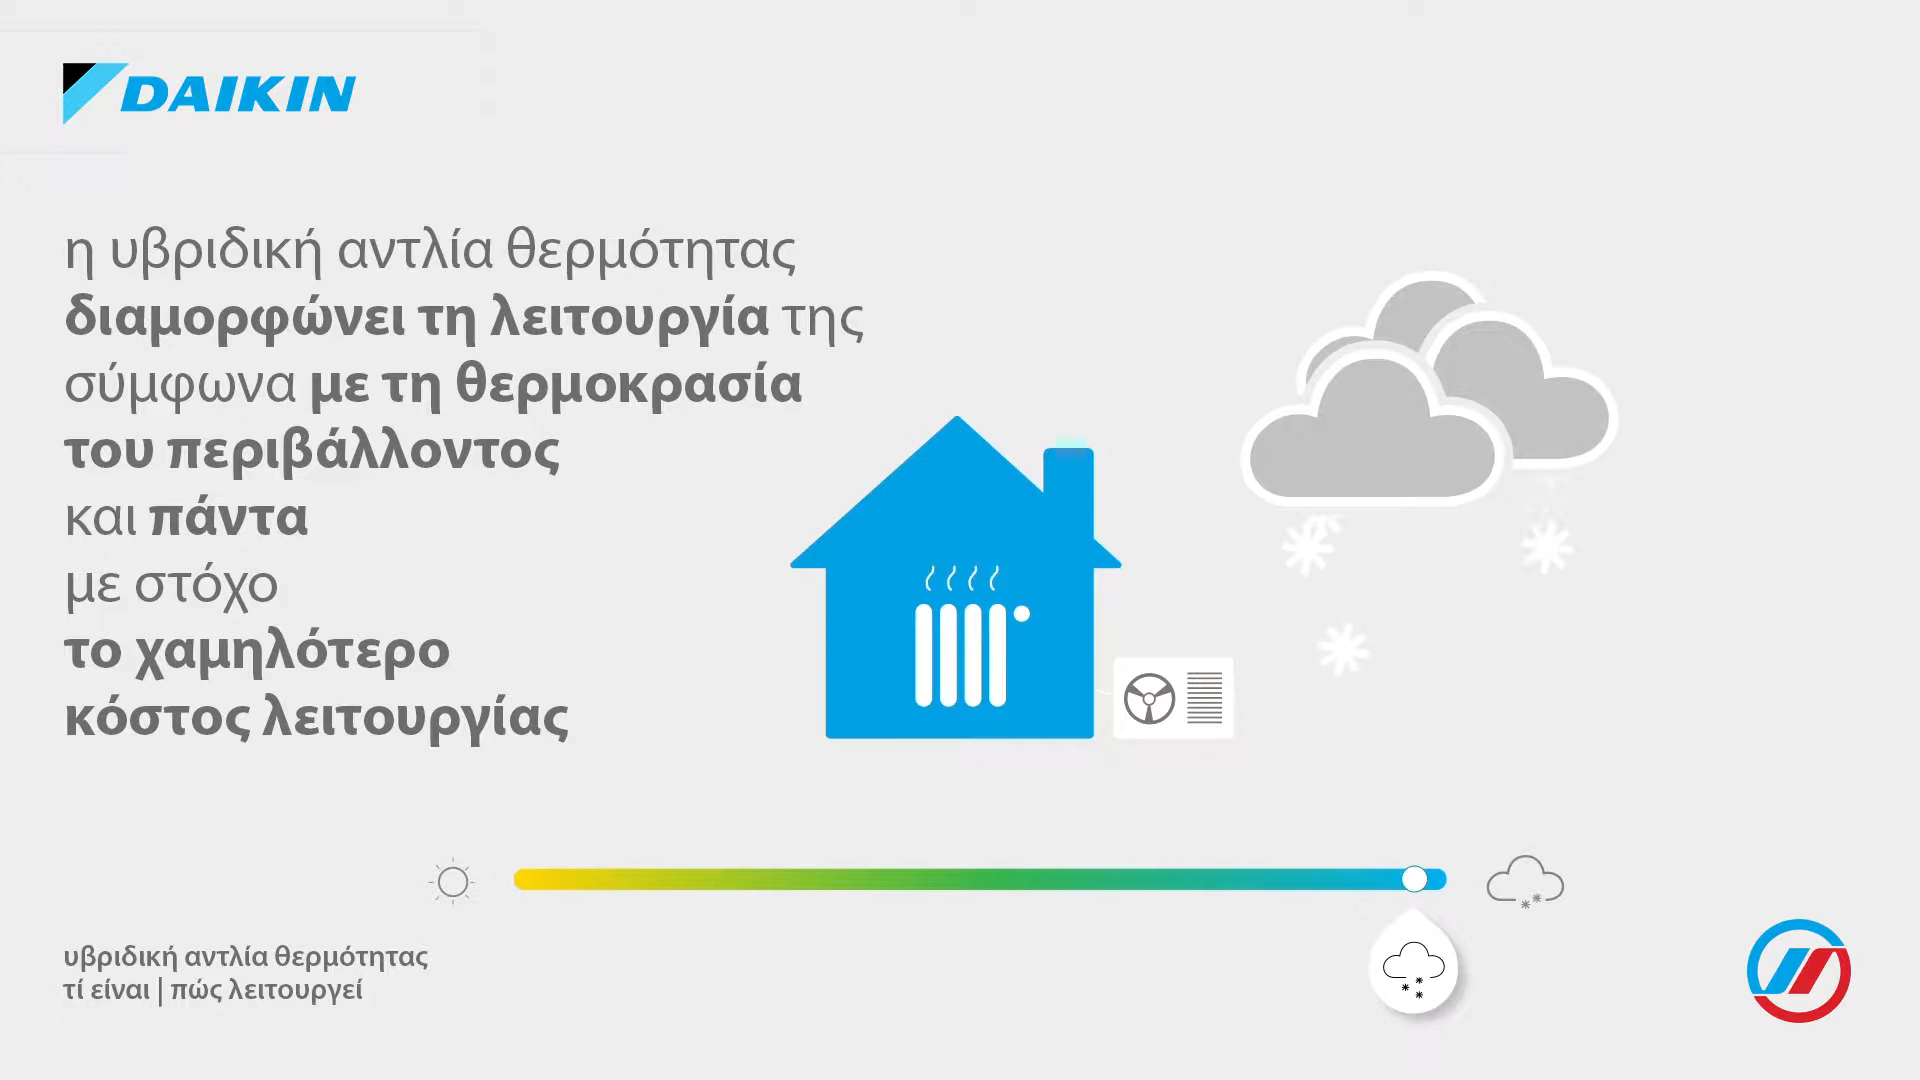 DAIKIN
η υβριδική αντλία θερμότητας
διαμορφώνει τη λειτουργία της
σύμφωνα με τη θερμοκρασία
του περιβάλλοντος
και πάντα
με στόχο
το χαμηλότερο
κόστος λειτουργίας
υβριδική αντλία θερμότητας
τί είναι | πώς λειτουργεί